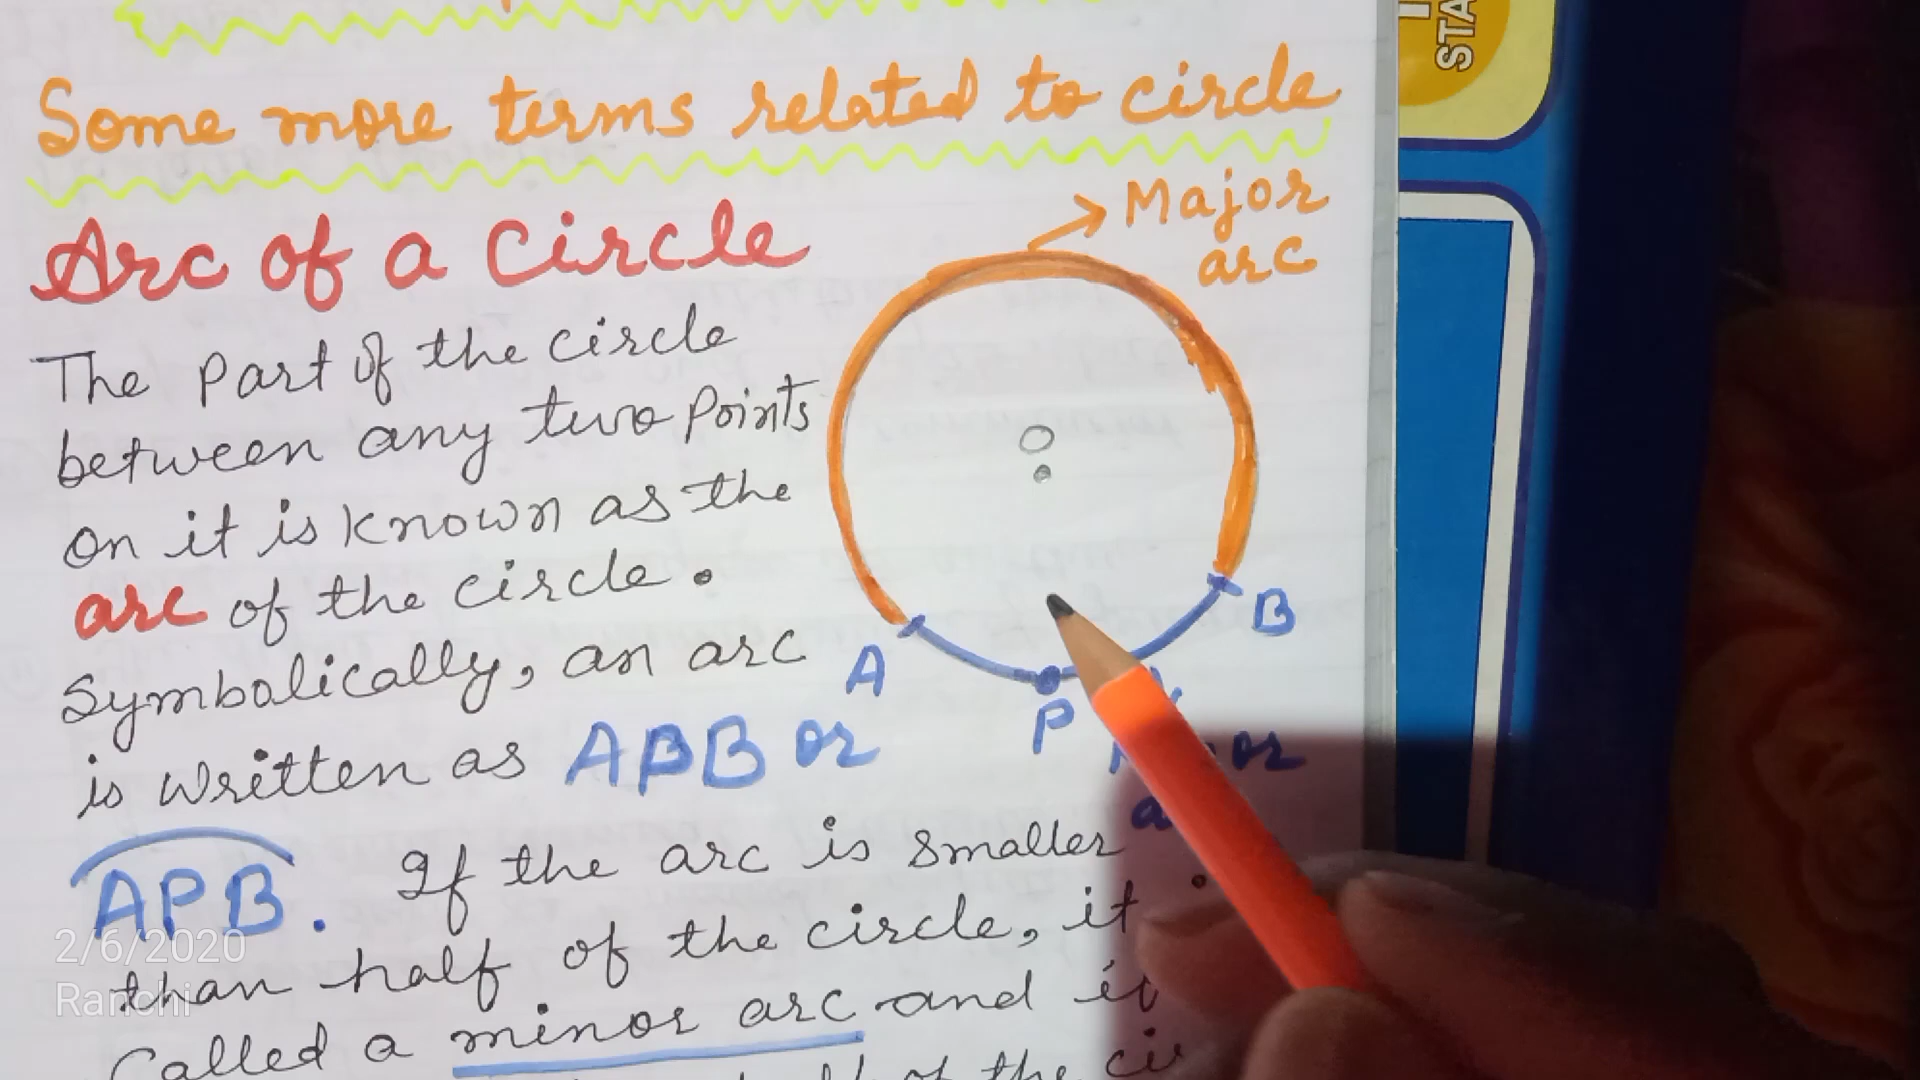 Some more terms related to circle
Arc of a circle
The part of the circle
between any two points
on it is known as the
arc of the circle.
Symbolically, an arc
is written as APB or
APB. If the arc is smaller
than half of the circle, it
called a minor arc and
of the
Major
arc
O
A
B
P
STA
2/6/2020
Ranchi